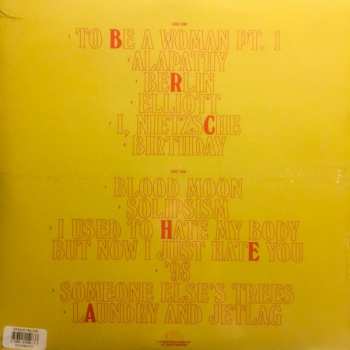 TO BE A WOMAN PT. 1
ALAPATHY
BERLIN
ELLIOTT
I, NIETZSCHE
BIRTHDAY
BLOOD MOON
SOLIPSISM
I USED TO HATE MY BODY
BUT NOW I JUST HATE YOU
'98
SOMEONE ELSE'S TREES
LAUNDRY AND JETLAG